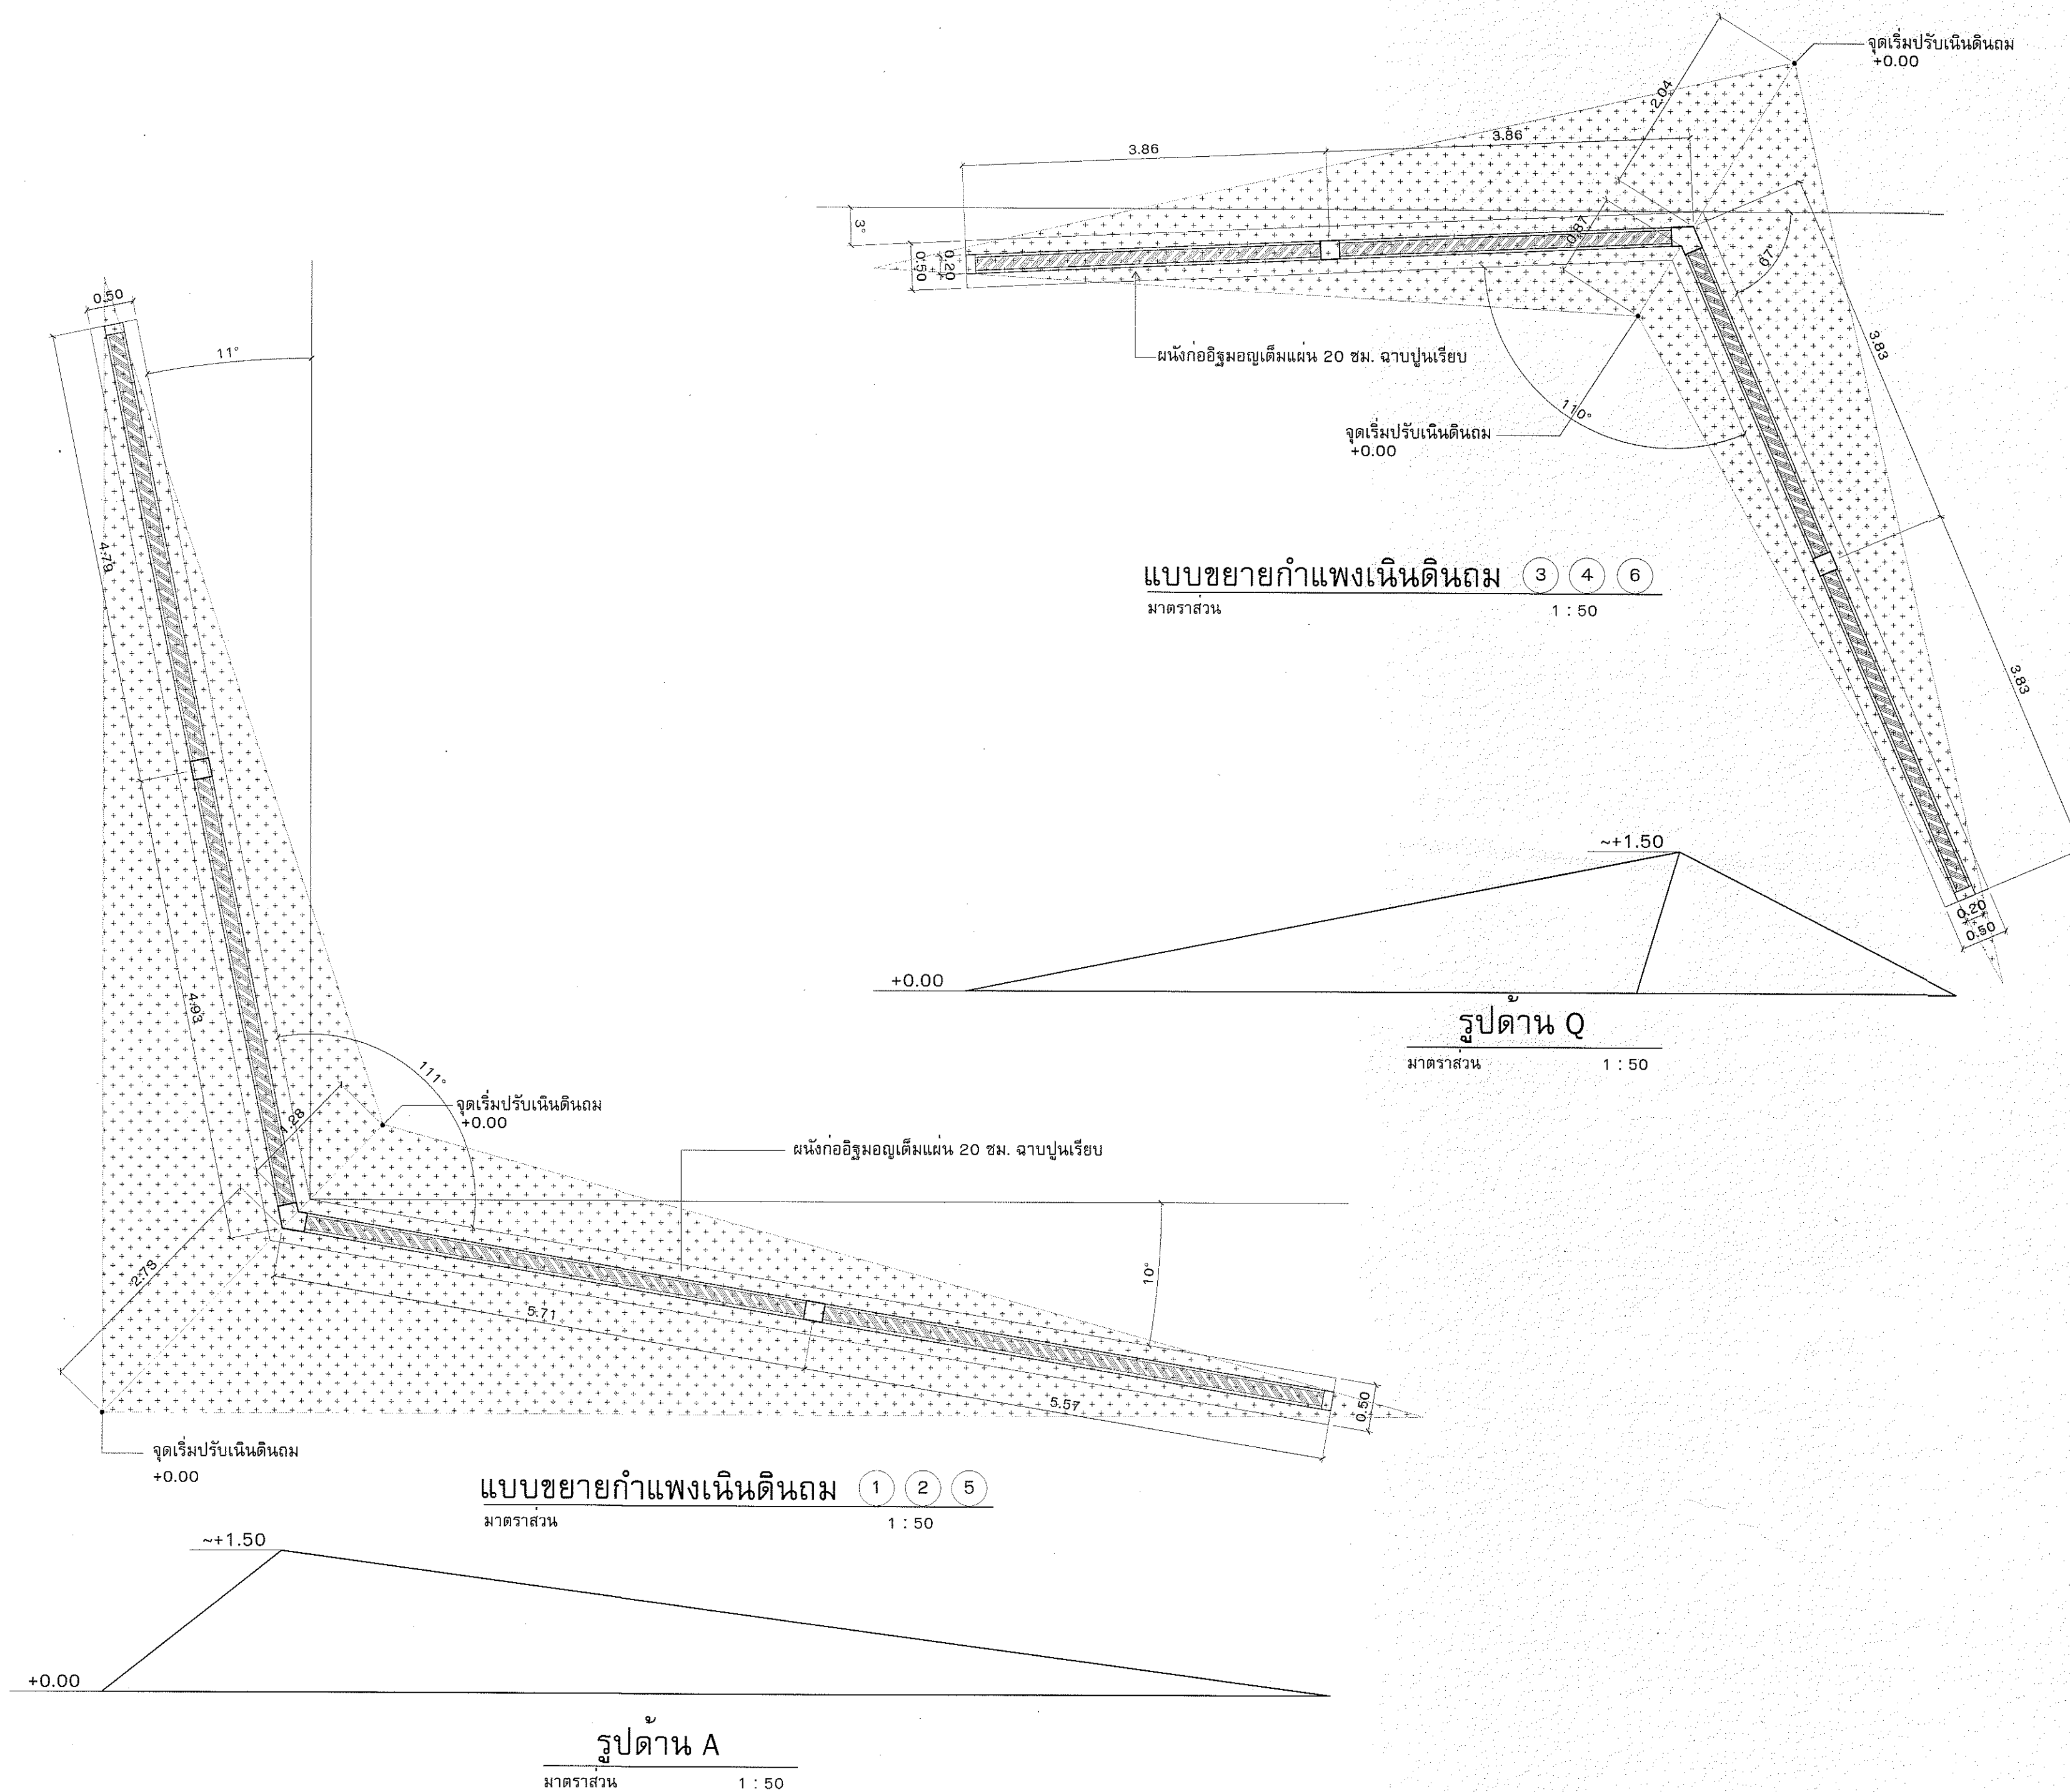 จุดเริ่มปรับเนินดินถม
+0.00
2.04
3.86
3.86
3°
0.50
0.20
0.87
67°
3.83
ผนังก่ออิฐมอญเต็มแผ่น 20 ซม. ฉาบปูนเรียบ
110°
จุดเริ่มปรับเนินดินถม
+0.00
3.83
0.20
0.50
แบบขยายกำแพงเนินดินถม 3 4 6
มาตราส่วน 1 : 50
~+1.50
+0.00
รูปด้าน Q
มาตราส่วน 1 : 50
0.50
11°
4.79
4.93
111°
1.28
จุดเริ่มปรับเนินดินถม
+0.00
ผนังก่ออิฐมอญเต็มแผ่น 20 ซม. ฉาบปูนเรียบ
2.73
10°
5.71
5.57
0.50
จุดเริ่มปรับเนินดินถม
+0.00
แบบขยายกำแพงเนินดินถม 1 2 5
มาตราส่วน 1 : 50
~+1.50
+0.00
รูปด้าน A
มาตราส่วน 1 : 50